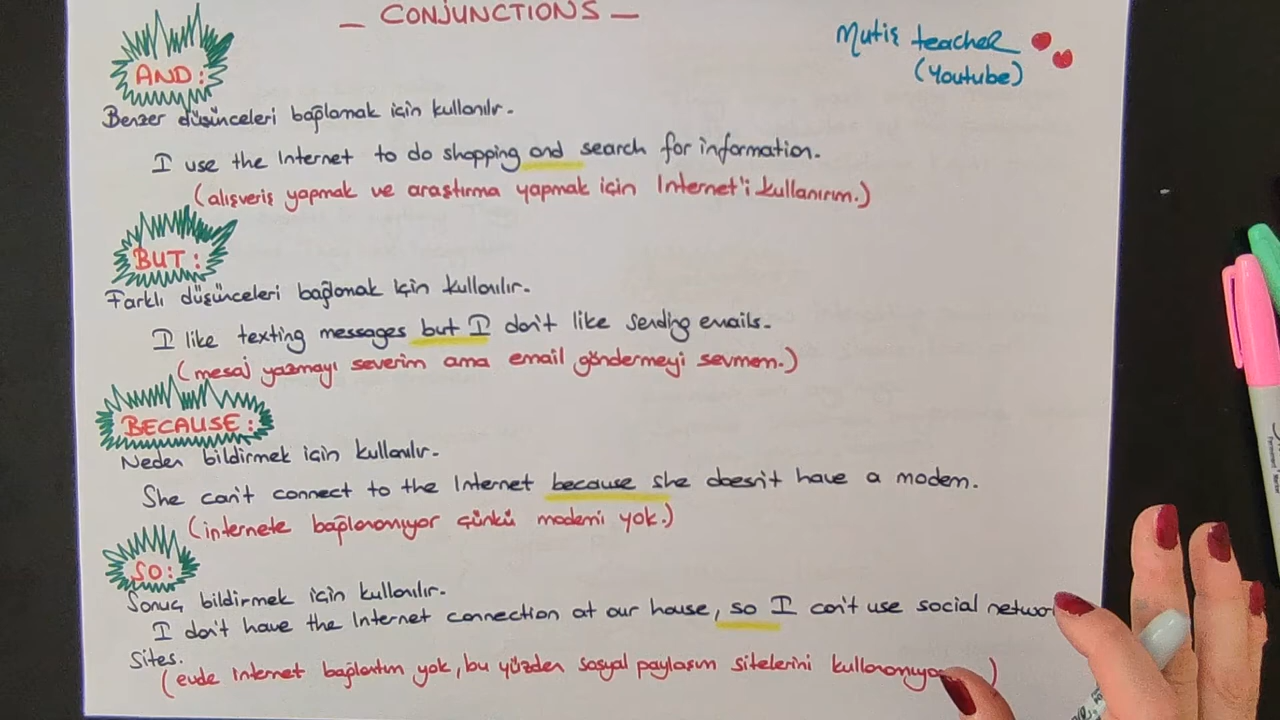 _ CONJUNCTIONS _
Mutiş teacher
(Youtube)
AND:
Benzer düşünceleri bağlamak için kullanılır.
I use the Internet to do shopping and search for information.
(alışveriş yapmak ve araştırma yapmak için Internet'i kullanırım.)
BUT:
Farklı düşünceleri bağlamak için kullanılır.
I like texting messages but I don't like sending emails.
(mesaj yazmayı severim ama email göndermeyi sevmem.)
BECAUSE:
Neden bildirmek için kullanılır.
She can't connect to the Internet because she doesn't have a modem.
(internete bağlanamıyor çünkü modemi yok.)
SO:
Sonuç bildirmek için kullanılır.
I don't have the Internet connection at our house, so I can't use social
Sites.
(evde internet bağlantım yok, bu yüzden sosyal paylaşım sitelerini )